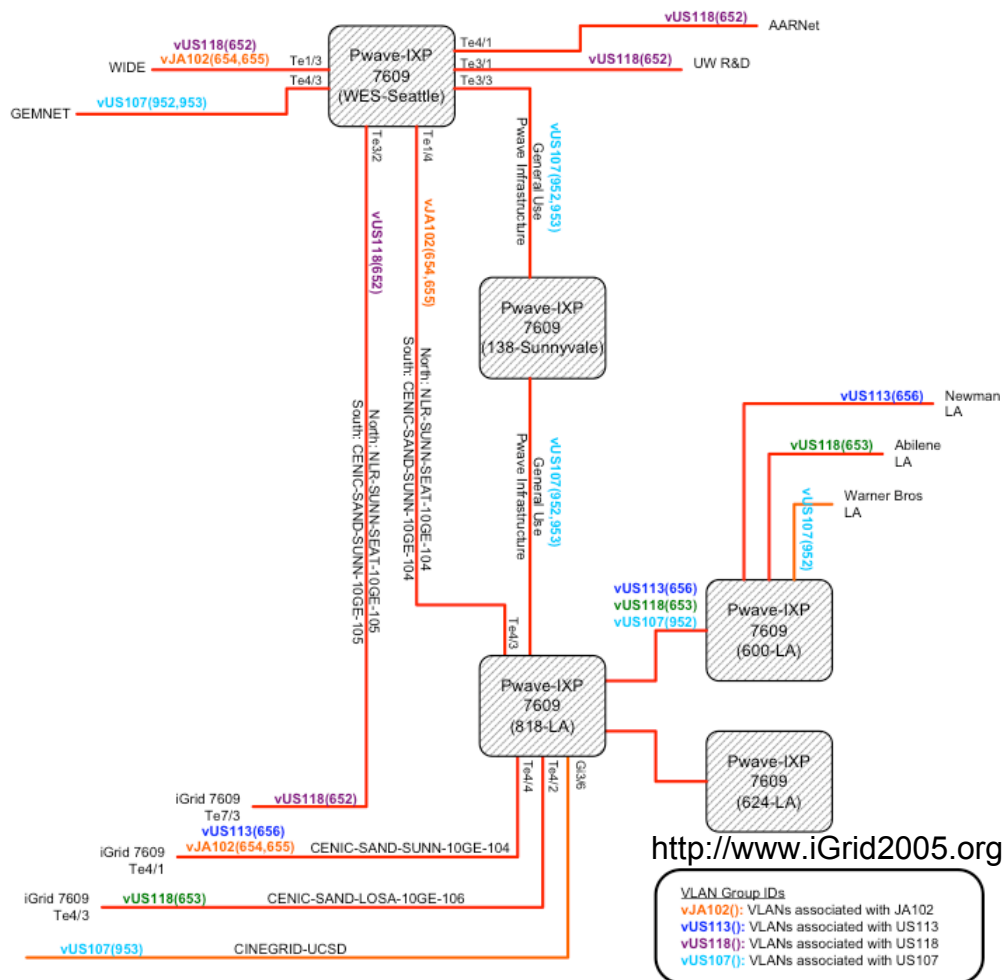 vUS118(652)
AARNet
vUS118(652)
vJA102(654,655)
WIDE
Te1/3
Te4/3
Pwave-IXP
7609
(WES-Seattle)
Te4/1
Te3/1
Te3/3
vUS118(652)
UW R&D
vUS107(952,953)
GEMNET
Te3/2
Te1/4
vUS107(952,953)
General Use
Pwave Infrastructure
vUS118(652)
vJA102(654,655)
Pwave-IXP
7609
(138-Sunnyvale)
North: NLR-SUNN-SEAT-10GE-104
South: CENIC-SAND-SUNN-10GE-104
North: NLR-SUNN-SEAT-10GE-105
South: CENIC-SAND-SUNN-10GE-105
vUS107(952,953)
General Use
Pwave Infrastructure
vUS113(656)
Newman
LA
vUS118(653)
Abilene
LA
vUS107(952)
Warner Bros
LA
vUS113(656)
vUS118(653)
vUS107(952)
Pwave-IXP
7609
(600-LA)
Te4/3
Pwave-IXP
7609
(818-LA)
Te4/4
Te4/2
Gi3/6
Pwave-IXP
7609
(624-LA)
iGrid 7609
Te7/3
vUS118(652)
iGrid 7609
Te4/1
vUS113(656)
vJA102(654,655)
CENIC-SAND-SUNN-10GE-104
iGrid 7609
Te4/3
vUS118(653)
CENIC-SAND-LOSA-10GE-106
vUS107(953)
CINEGRID-UCSD
http://www.iGrid2005.org
VLAN Group IDs
vJA102(): VLANs associated with JA102
vUS113(): VLANs associated with US113
vUS118(): VLANs associated with US118
vUS107(): VLANs associated with US107